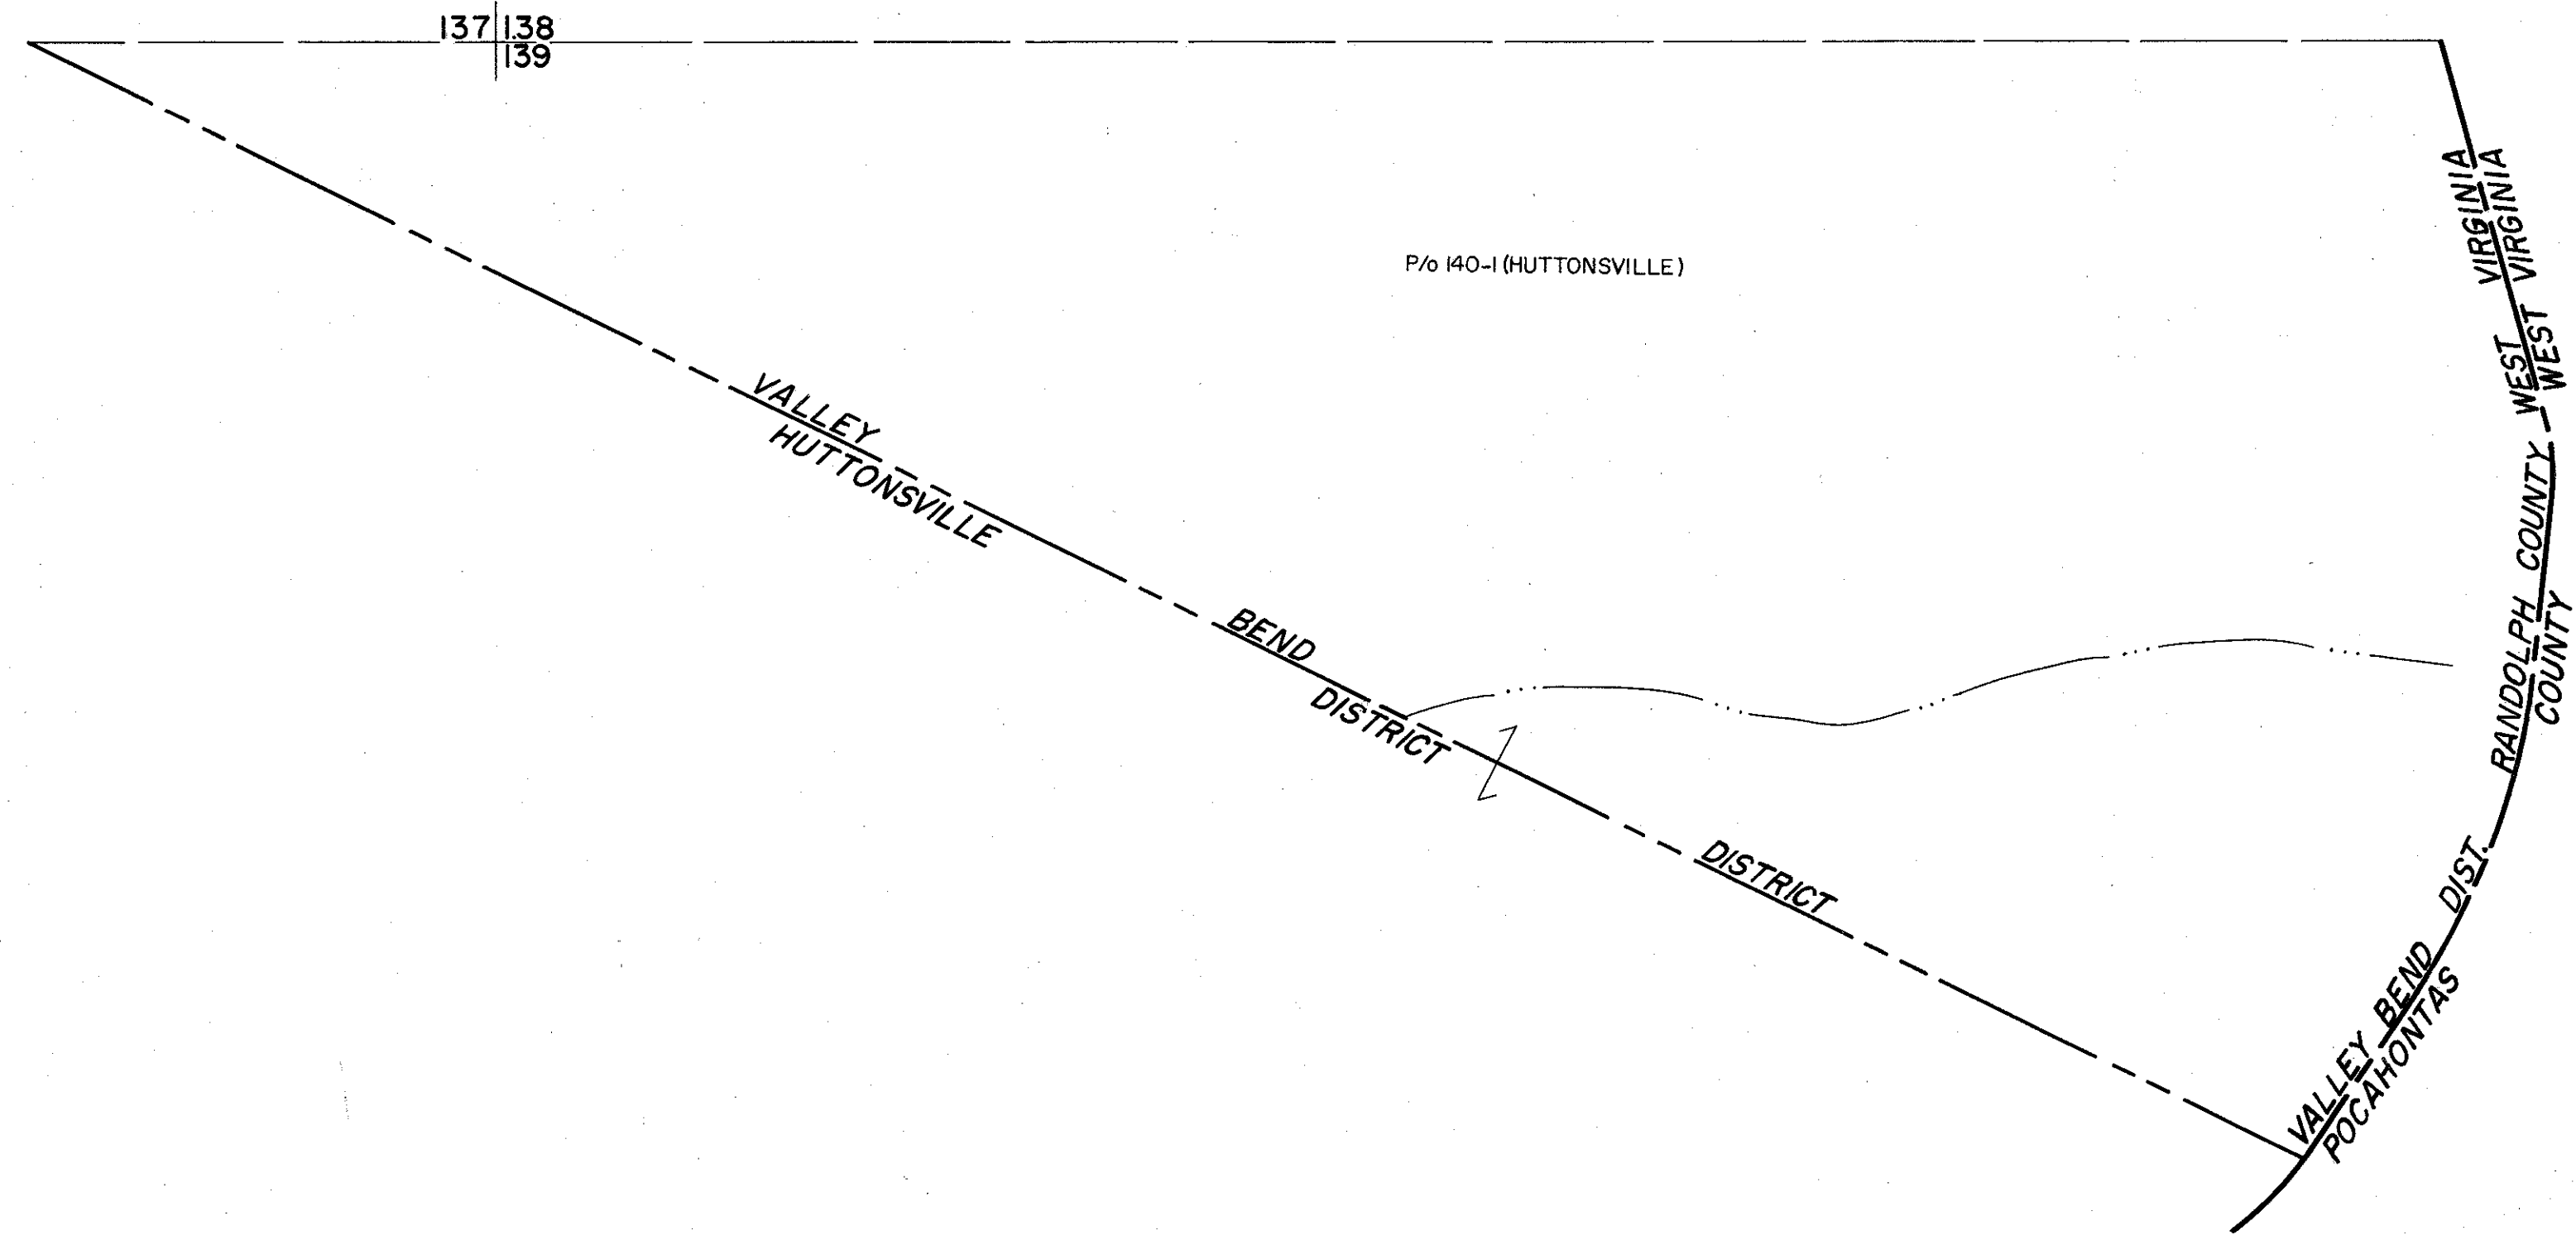 137 138
139
P/o 140-1 (HUTTONSVILLE)
VALLEY BEND DISTRICT
HUTTONSVILLE DISTRICT
VALLEY BEND DIST. RANDOLPH COUNTY WEST VIRGINIA
POCAHONTAS COUNTY WEST VIRGINIA